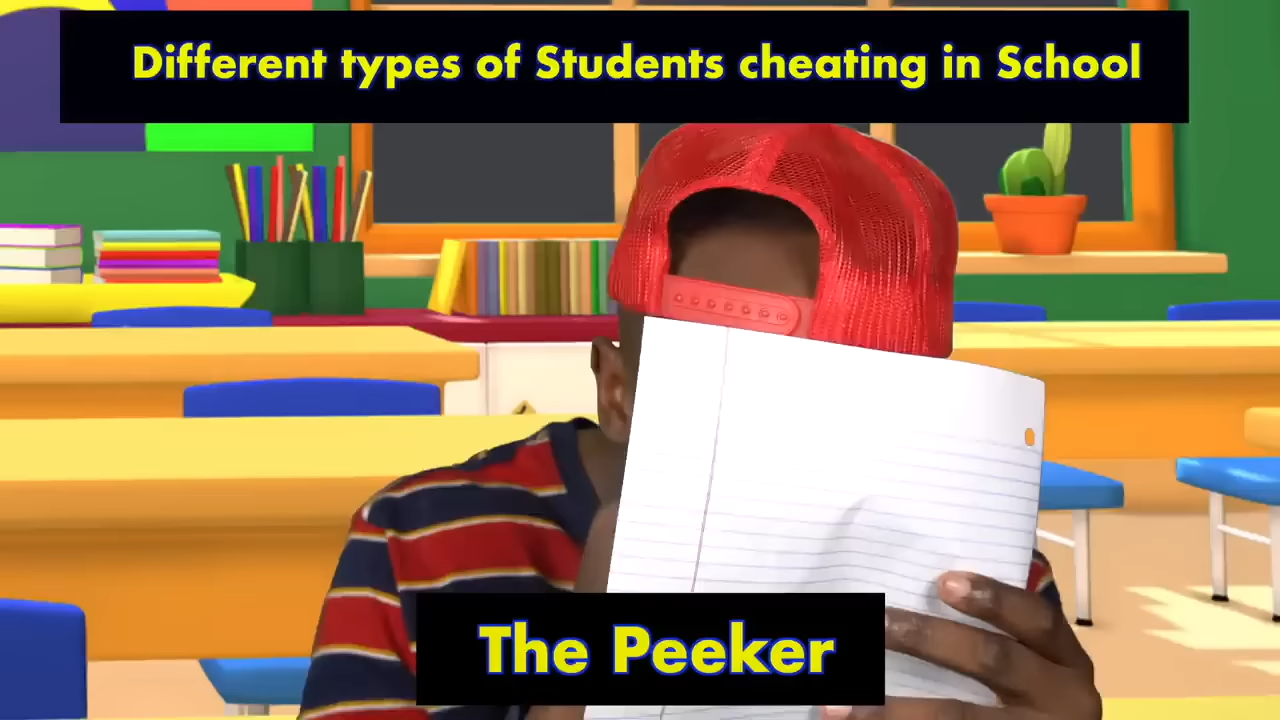 Different types of Students cheating in School
The Peeker